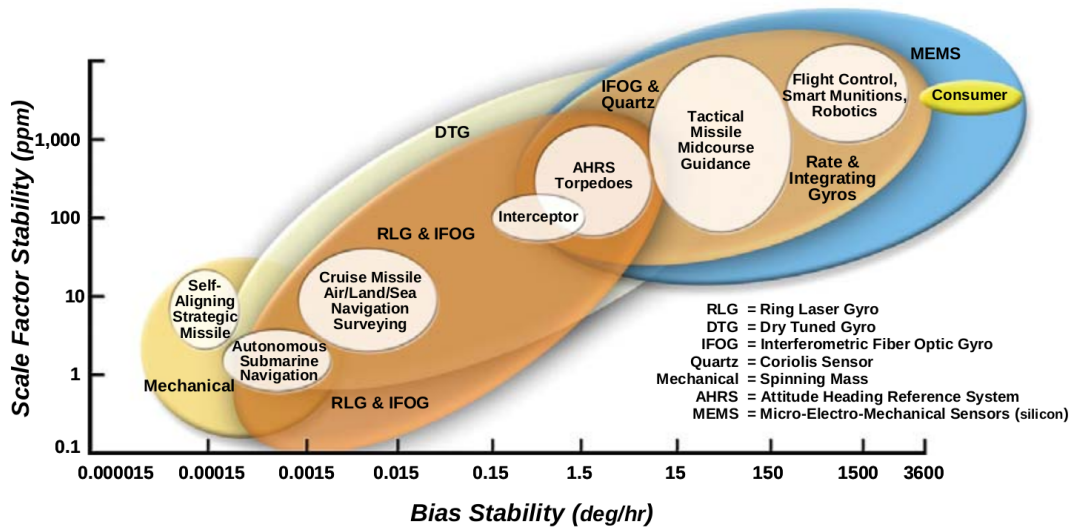 MEMS
IFOG &
Quartz
Flight Control,
Smart Munitions,
Robotics
Consumer
Tactical
Missile
Midcourse
Guidance
DTG
AHRS
Torpedoes
Rate &
Integrating
Gyros
Interceptor
RLG & IFOG
Cruise Missile
Air/Land/Sea
Navigation
Surveying
Self-
Aligning
Strategic
Missile
Autonomous
Submarine
Navigation
Mechanical
RLG & IFOG
RLG = Ring Laser Gyro
DTG = Dry Tuned Gyro
IFOG = Interferometric Fiber Optic Gyro
Quartz = Coriolis Sensor
Mechanical = Spinning Mass
AHRS = Attitude Heading Reference System
MEMS = Micro-Electro-Mechanical Sensors (silicon)
Scale Factor Stability (ppm)
1,000
100
10
1
0.1
0.000015 0.00015 0.0015 0.015 0.15 1.5 15 150 1500 3600
Bias Stability (deg/hr)